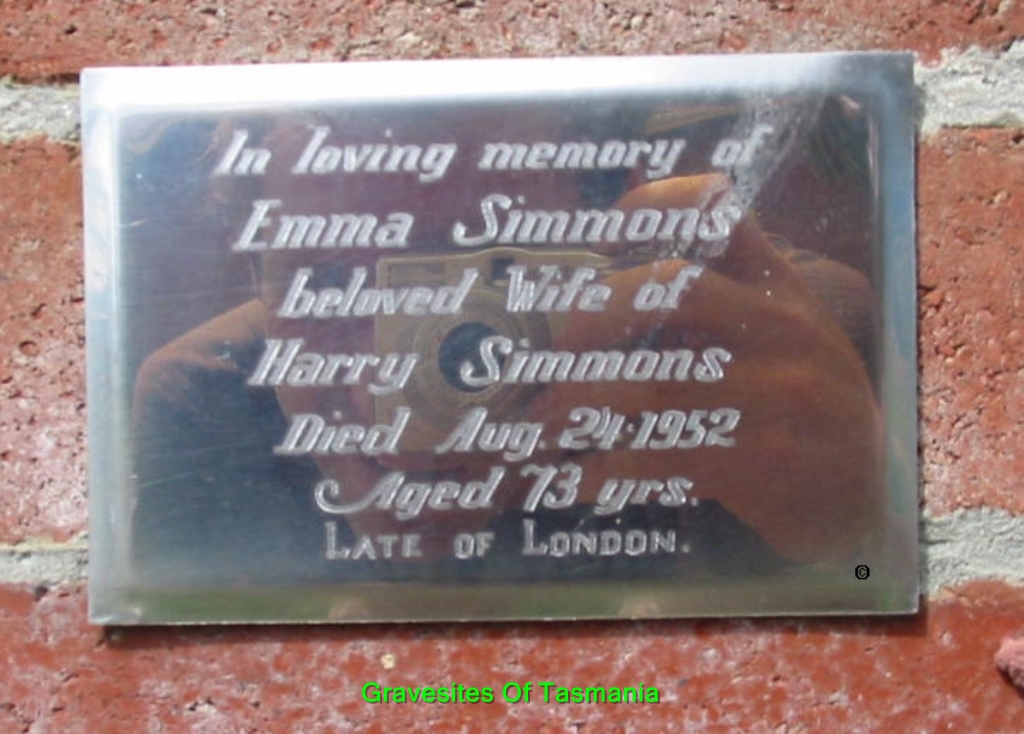 In loving memory of
Emma Simmons
beloved Wife of
Harry Simmons
Died Aug. 24·1952
Aged 73 yrs.
LATE OF LONDON.
©
Gravesites Of Tasmania